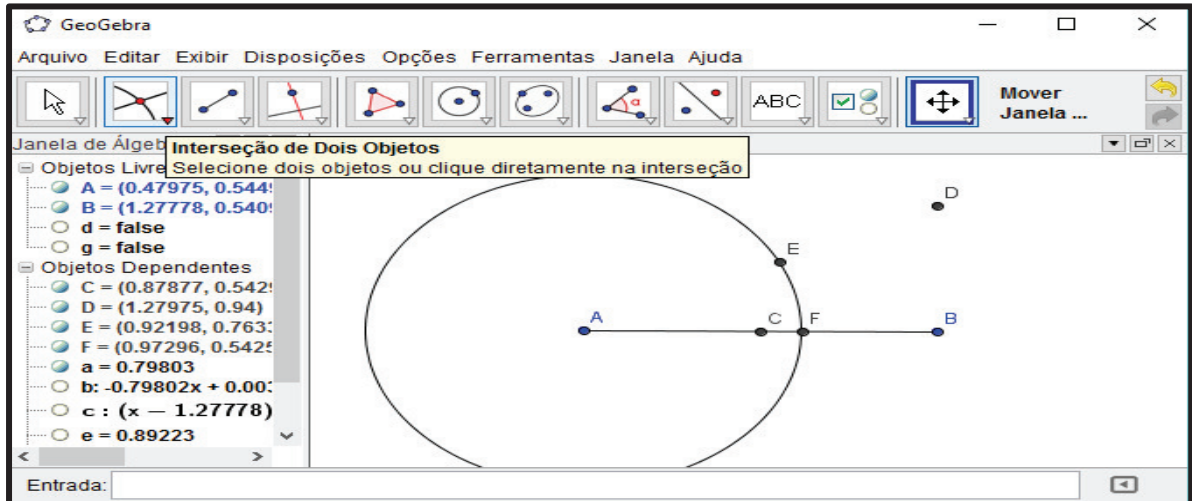 GeoGebra
Arquivo Editar Exibir Disposições Opções Ferramentas Janela Ajuda
ABC
α
Mover
Janela ...
Janela de Álgeb
Interseção de Dois Objetos
Selecione dois objetos ou clique diretamente na interseção
Objetos Livre
A = (0.47975, 0.544
B = (1.27778, 0.540
d = false
g = false
Objetos Dependentes
C = (0.87877, 0.542
D = (1.27975, 0.94)
E = (0.92198, 0.763
F = (0.97296, 0.542
a = 0.79803
b: -0.79802x + 0.00
c : (x − 1.27778)
e = 0.89223
D
E
A
C
F
B
Entrada: